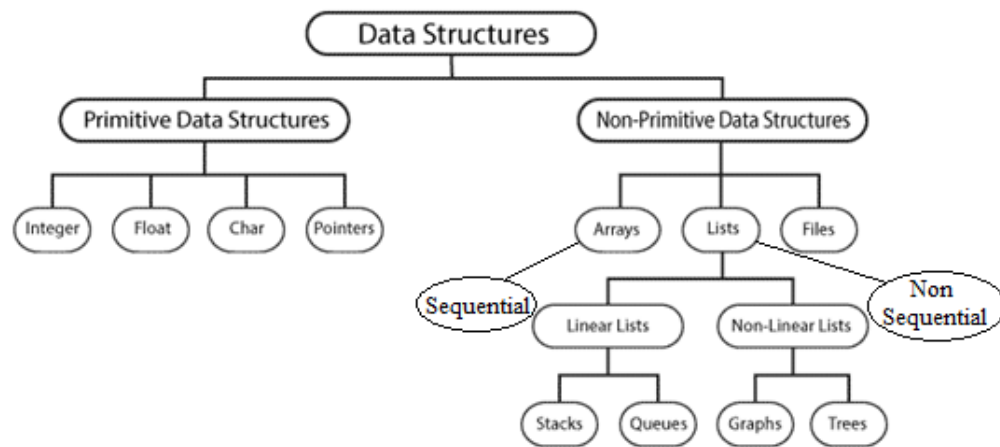 Data Structures
Primitive Data Structures
Non-Primitive Data Structures
Integer
Float
Char
Pointers
Arrays
Lists
Files
Sequential
Non
Sequential
Linear Lists
Non-Linear Lists
Stacks
Queues
Graphs
Trees